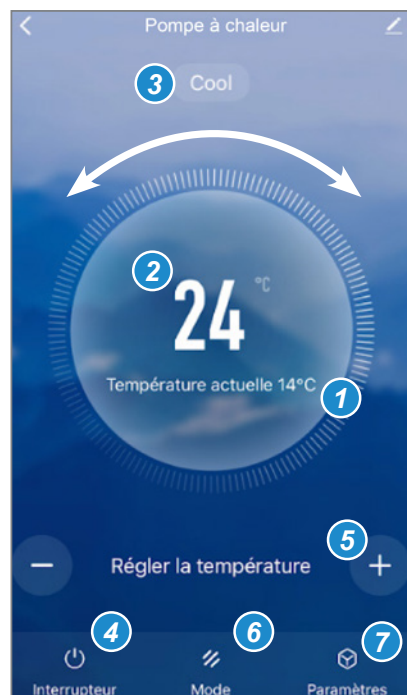 Pompe à chaleur
3 Cool
2 24 °C
Température actuelle 14°C
1
5
− Régler la température +
4 6 7
Interrupteur Mode Paramètres